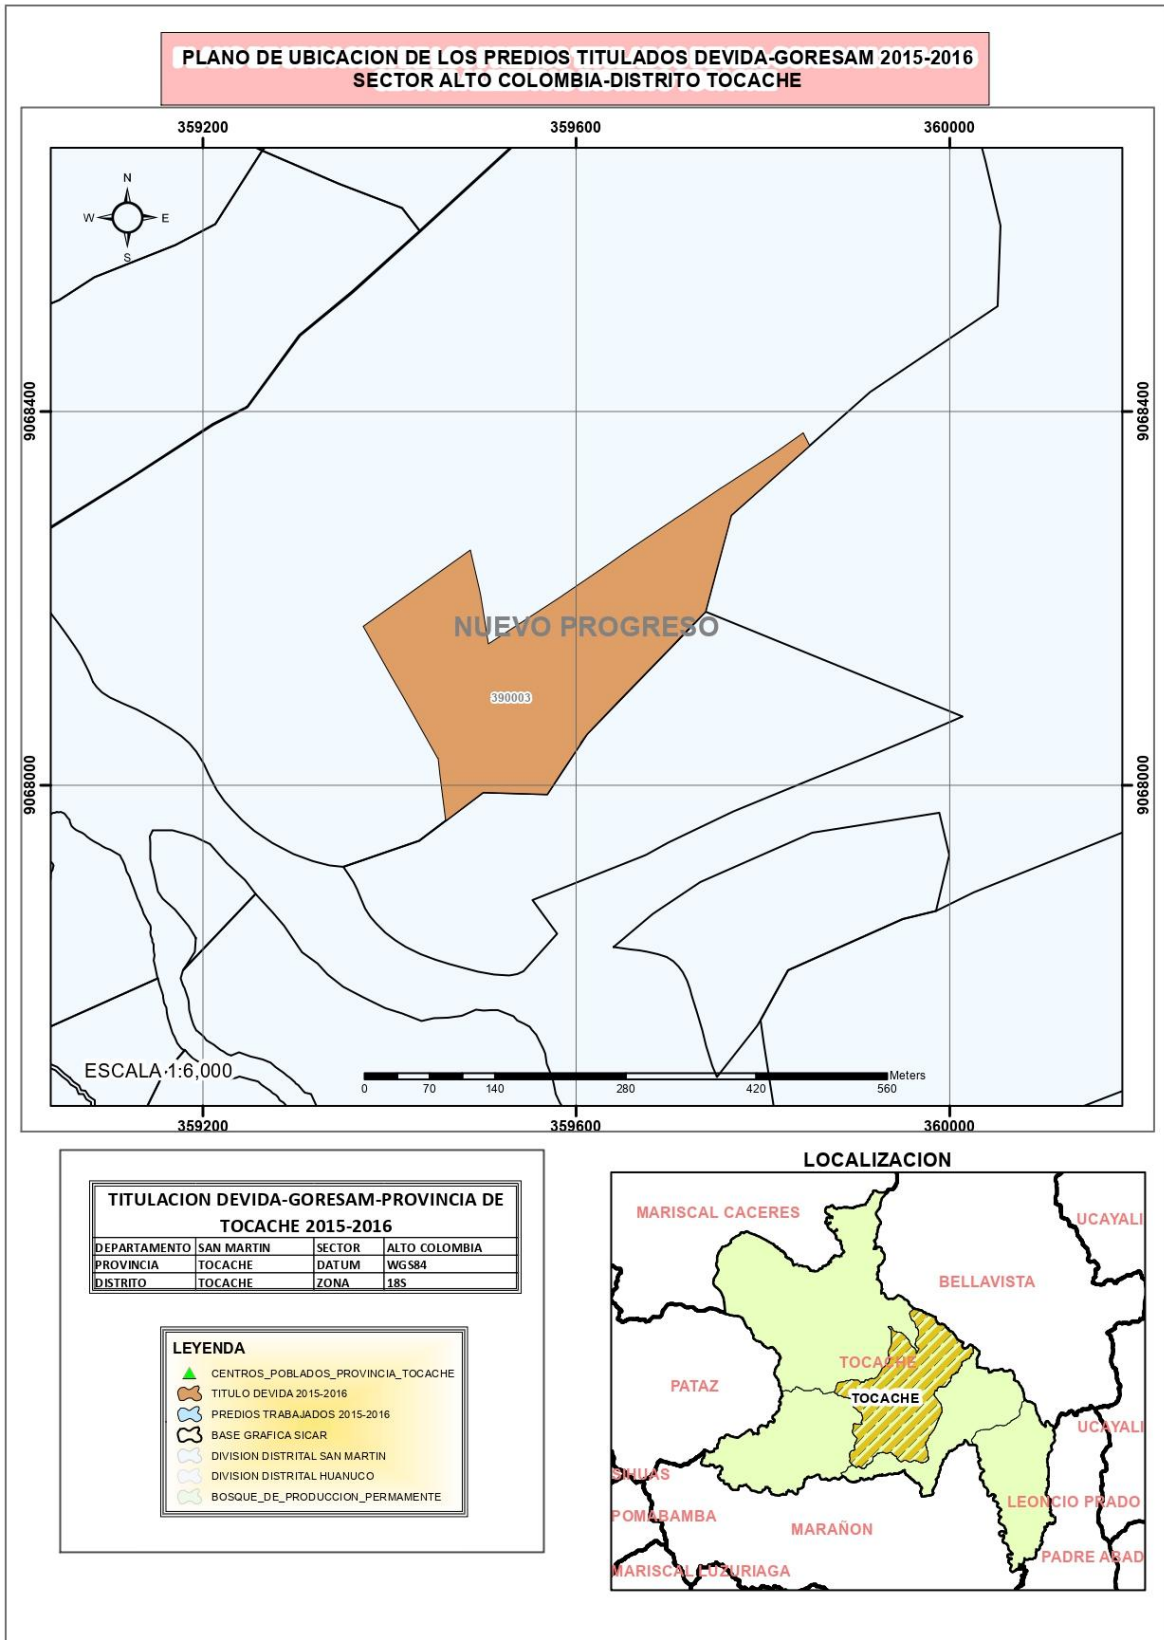 PLANO DE UBICACION DE LOS PREDIOS TITULADOS DEVIDA-GORESAM 2015-2016
SECTOR ALTO COLOMBIA-DISTRITO TOCACHE
359200 359600 360000
N
W E
S
9068400 9068400
NUEVO PROGRESO
390003
9068000 9068000
ESCALA 1:6,000
0 70 140 280 420 560 Meters
359200 359600 360000
TITULACION DEVIDA-GORESAM-PROVINCIA DE
TOCACHE 2015-2016
DEPARTAMENTO SAN MARTIN SECTOR ALTO COLOMBIA
PROVINCIA TOCACHE DATUM WGS84
DISTRITO TOCACHE ZONA 18S
LEYENDA
CENTROS_POBLADOS_PROVINCIA_TOCACHE
TITULO DEVIDA 2015-2016
PREDIOS TRABAJADOS 2015-2016
BASE GRAFICA SICAR
DIVISION DISTRITAL SAN MARTIN
DIVISION DISTRITAL HUANUCO
BOSQUE_DE_PRODUCCION_PERMAMENTE
LOCALIZACION
MARISCAL CACERES
UCAYALI
BELLAVISTA
TOCACHE
PATAZ
TOCACHE
UCAYALI
SIHUAS
LEONCIO PRADO
POMABAMBA
MARAÑON
PADRE ABAD
MARISCAL LUZURIAGA